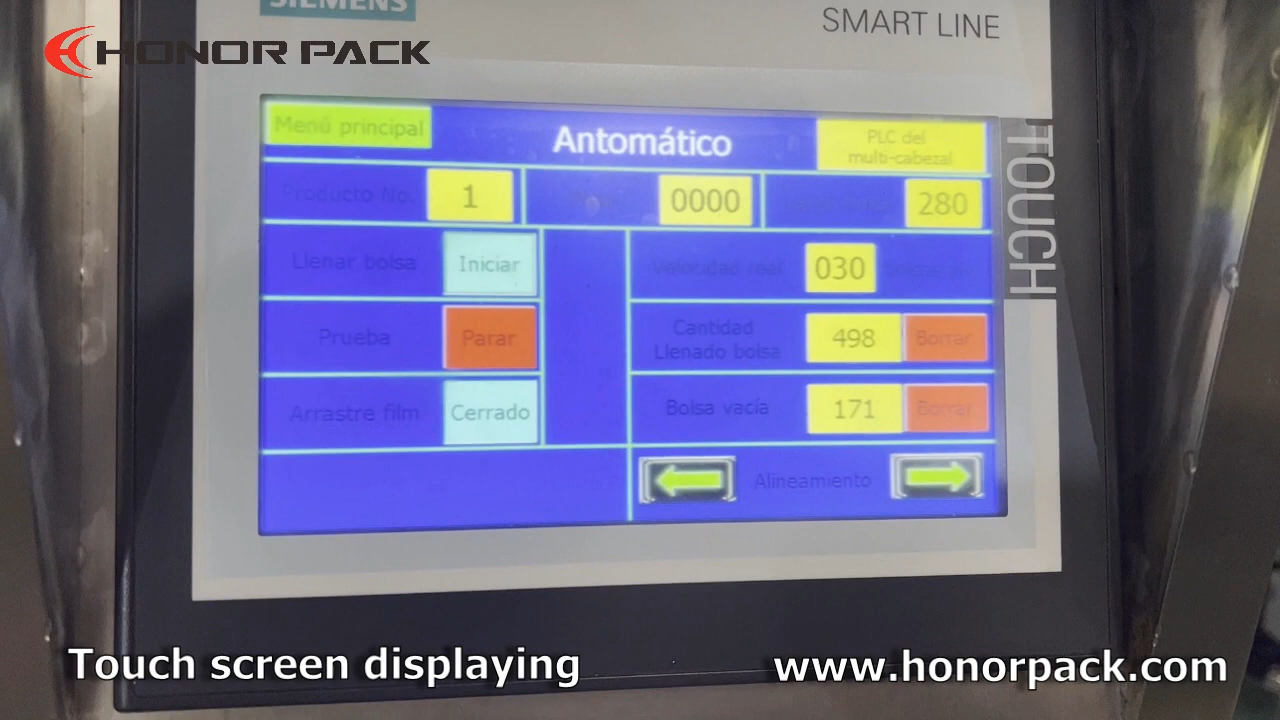 SIEMENS
SMART LINE
HONOR PACK
Menú principal
Antomático
PLC del
multi-cabezal
Producto No.
1
0000
280
Llenar bolsa
Iniciar
Velocidad real
030
Prueba
Parar
Cantidad
Llenado bolsa
498
Borrar
Arrastre film
Cerrado
Bolsa vacía
171
Borrar
Alineamiento
TOUCH
Touch screen displaying
www.honorpack.com